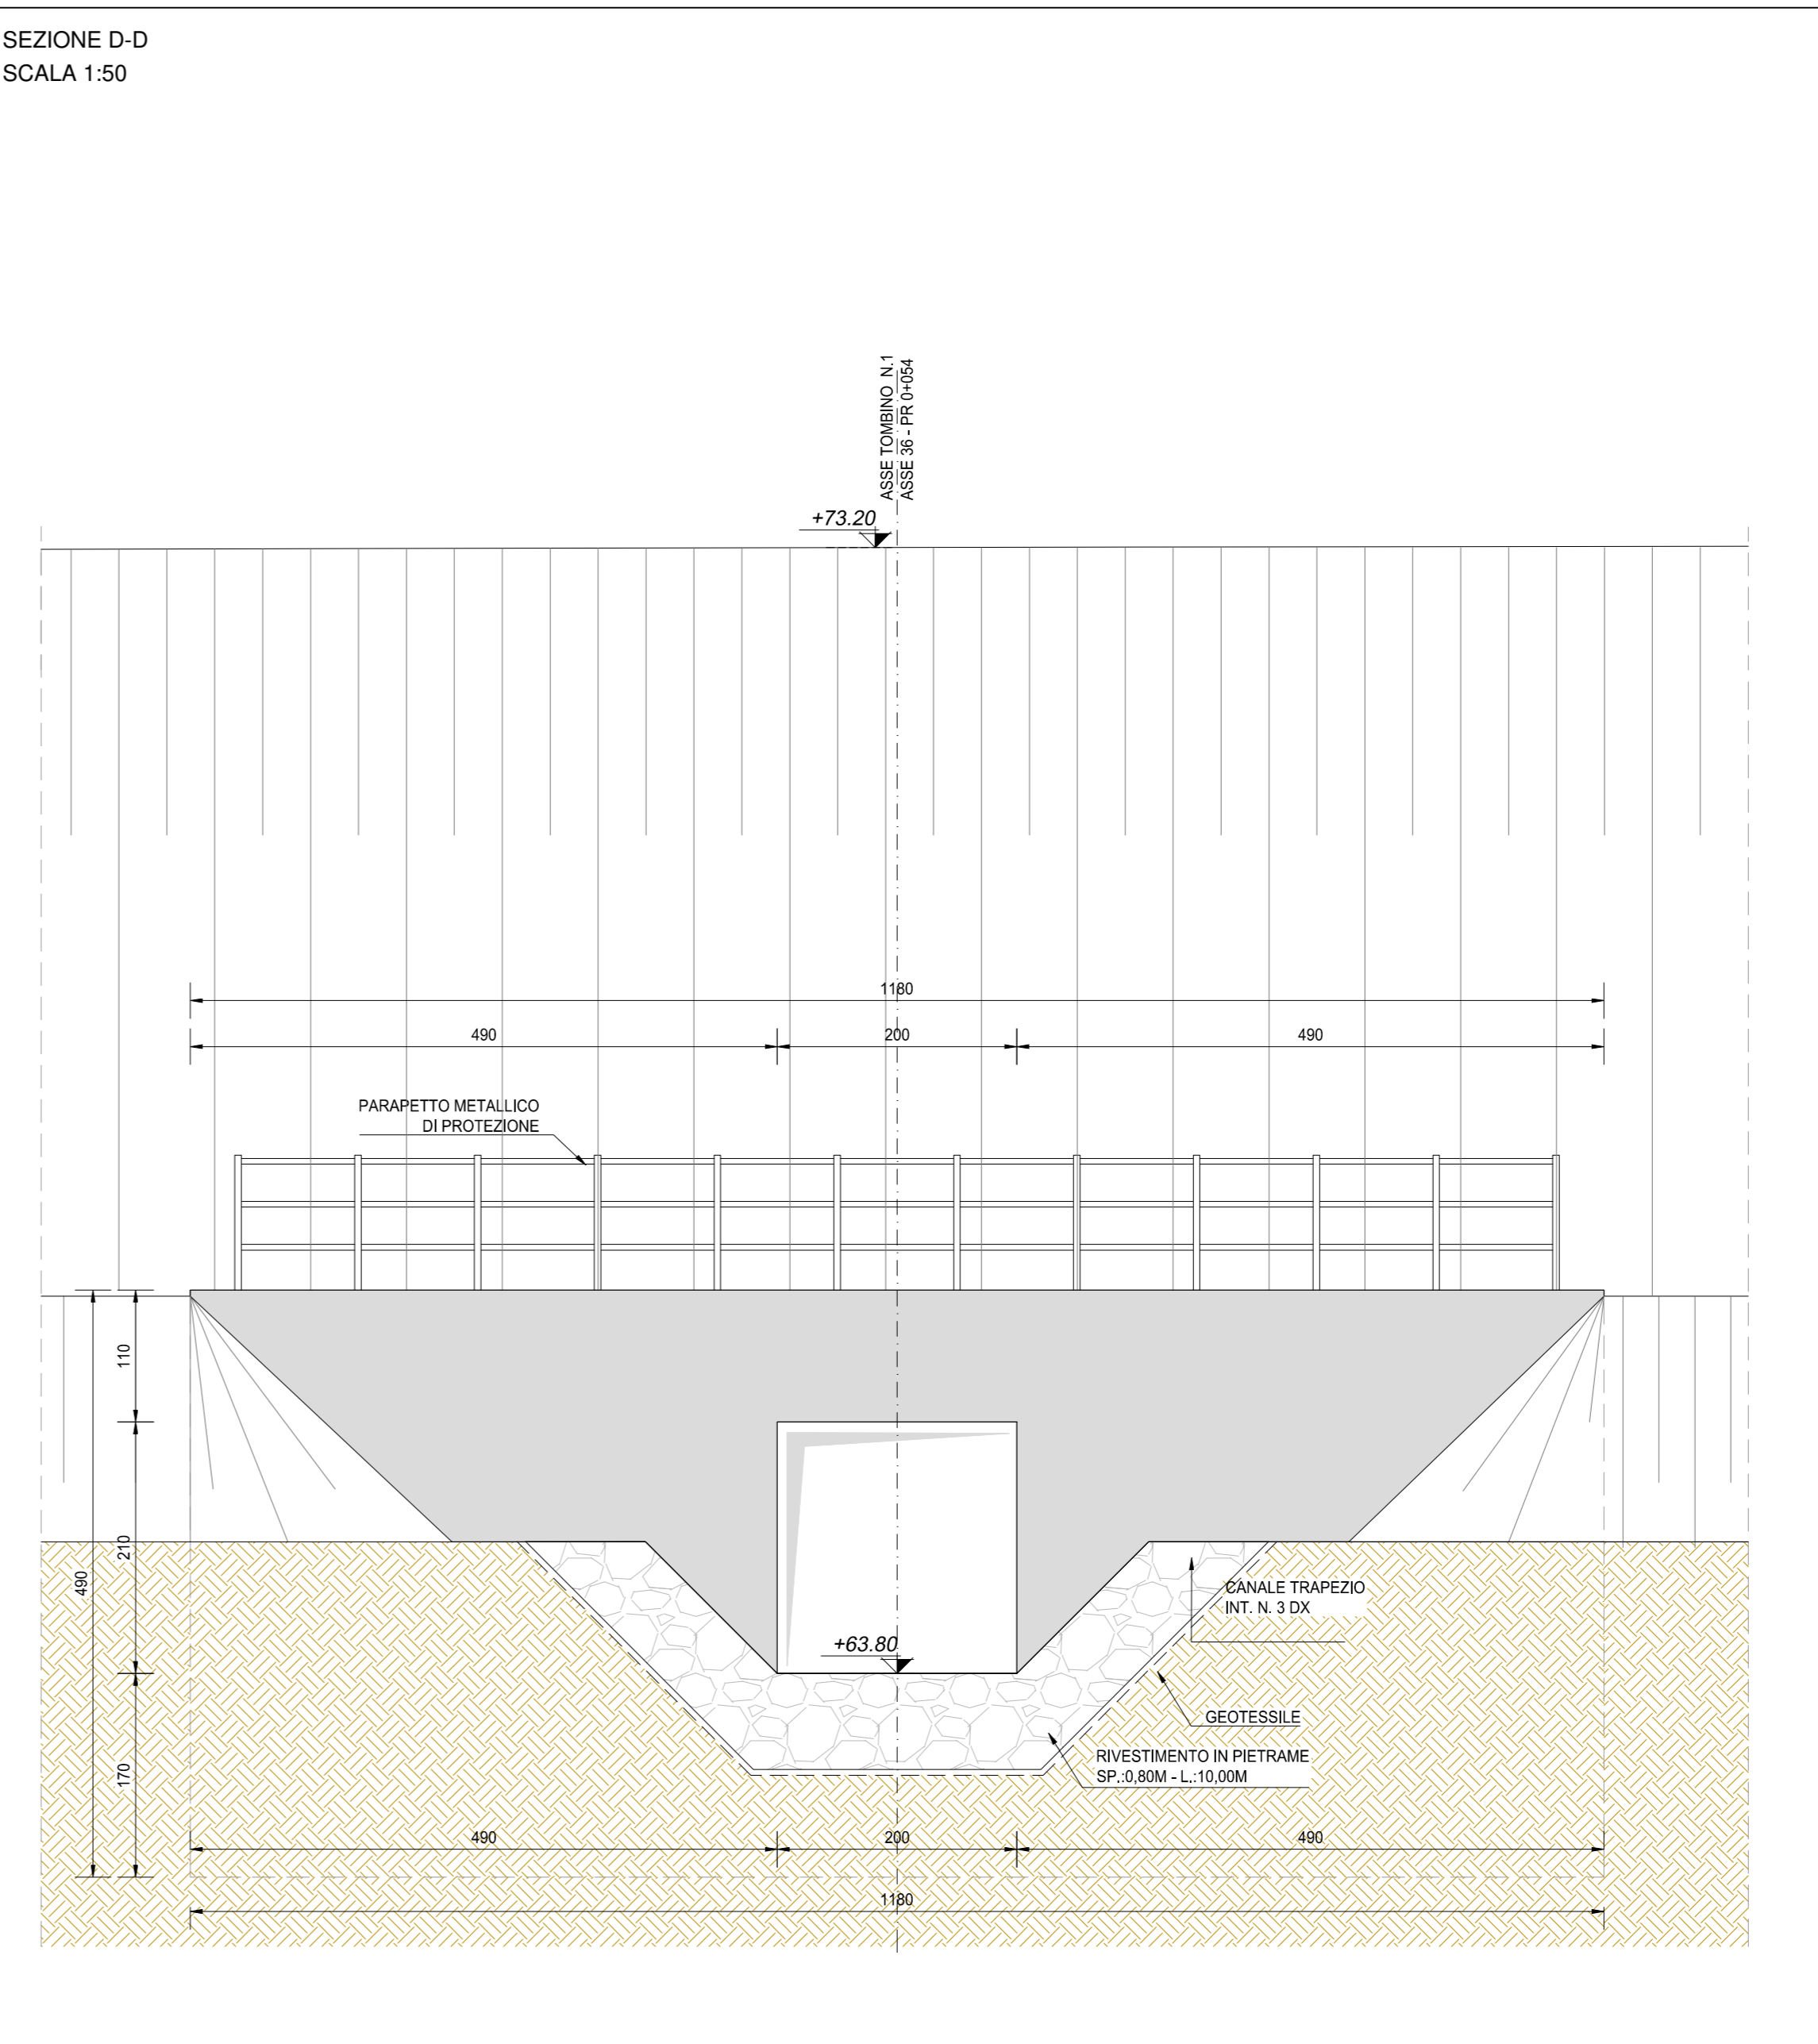 SEZIONE D-D
SCALA 1:50
ASSE TOMBINO N.1
ASSE 36 - PR 0+054
+73.20
1180
490
200
490
PARAPETTO METALLICO
DI PROTEZIONE
110
210
490
170
CANALE TRAPEZIO
INT. N. 3 DX
+63.80
GEOTESSILE
RIVESTIMENTO IN PIETRAME
SP.:0,80M - L.:10,00M
490
200
490
1180